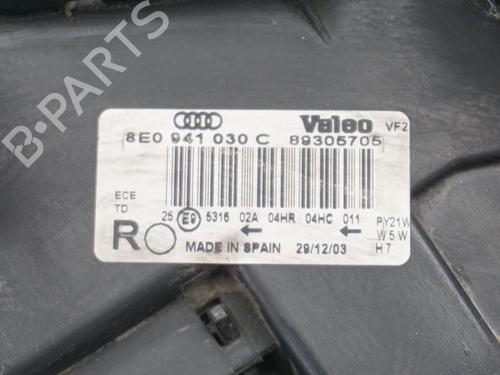 Valeo VF2
8E0 941 030 C 89305705
ECE
TD
25 E9 5316 02A 04HR 04HC 011 PY21W
W5W
R MADE IN SPAIN 29/12/03 H7
B-PARTS